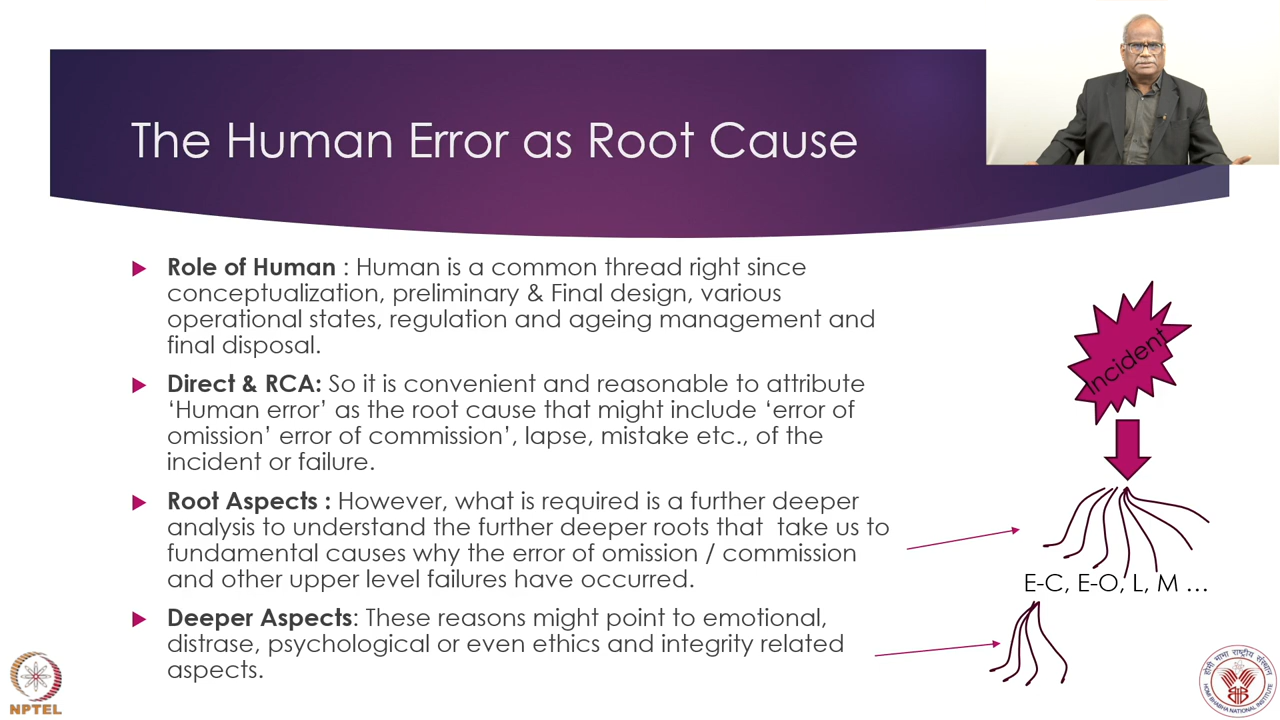 The Human Error as Root Cause
Role of Human : Human is a common thread right since
conceptualization, preliminary & Final design, various
operational states, regulation and ageing management and
final disposal.
Direct & RCA: So it is convenient and reasonable to attribute
‘Human error’ as the root cause that might include ‘error of
omission’ error of commission’, lapse, mistake etc., of the
incident or failure.
Root Aspects : However, what is required is a further deeper
analysis to understand the further deeper roots that take us to
fundamental causes why the error of omission / commission
and other upper level failures have occurred.
Deeper Aspects: These reasons might point to emotional,
distrase, psychological or even ethics and integrity related
aspects.
Incident
E-C, E-O, L, M ...
NPTEL
होमी भाभा राष्ट्रीय संस्थान
HOMI BHABHA NATIONAL INSTITUTE